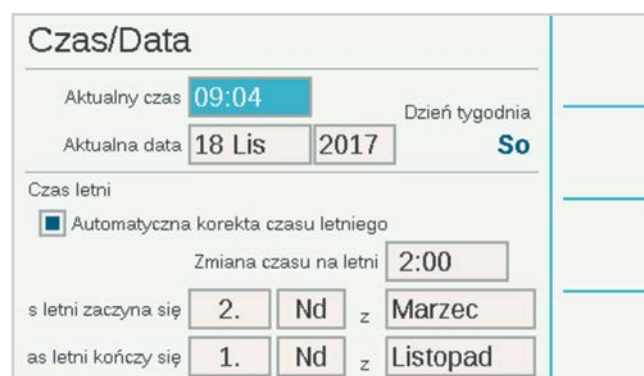 Czas/Data
Aktualny czas 09:04
Dzień tygodnia
Aktualna data 18 Lis 2017 So
Czas letni
Automatyczna korekta czasu letniego
Zmiana czasu na letni 2:00
s letni zaczyna się 2. Nd z Marzec
as letni kończy się 1. Nd z Listopad